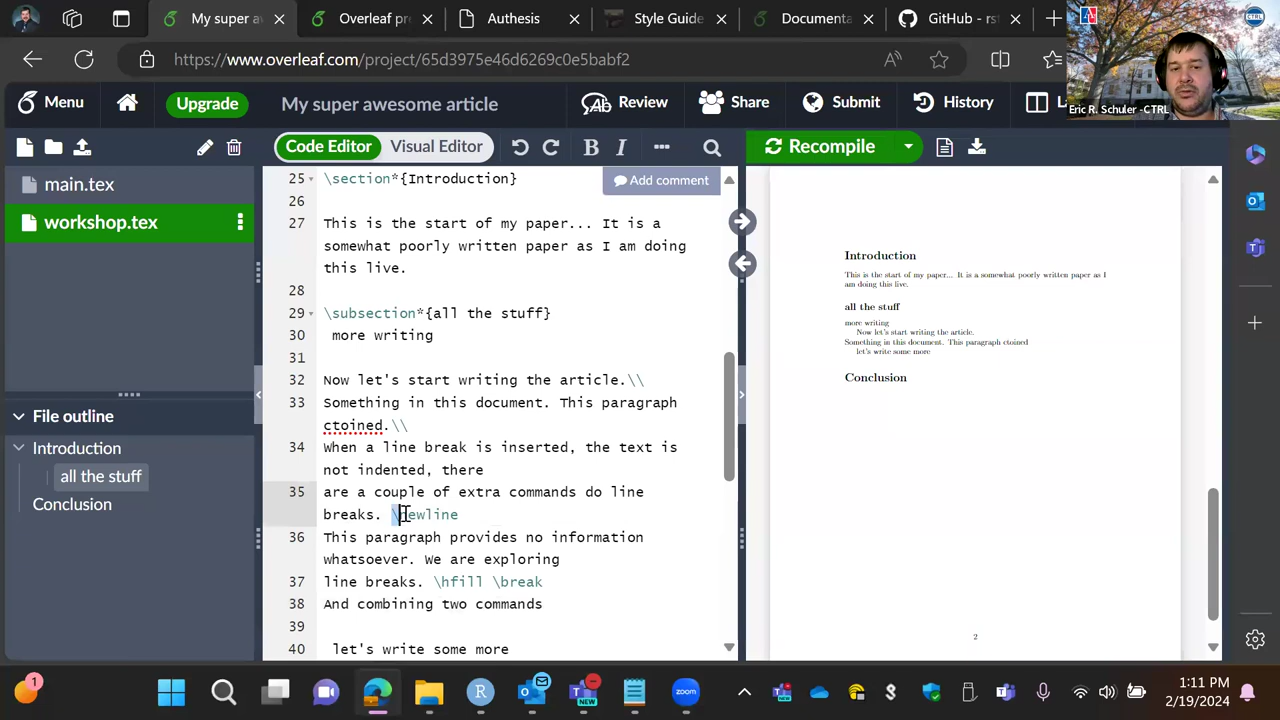 My super a
Overleaf pro
Authesis
Style Guide
Documenta
GitHub - rs
https://www.overleaf.com/project/65d3975
268c0e5babf2
Eric R. Schuler -CTRL
Menu
Upgrade
My super awesome artic
Review
Share
Submit
History
Code Editor
Visual Editor
B I
Recompile
main.tex
workshop.tex
File outline
Introduction
all the stuff
Conclusion
Add comment
25 \section*{Introduction}
26
27 This is the start of my paper... It is a
somewhat poorly written paper as I am doing
this live.
28
29 \subsection*{all the stuff}
30 more writing
31
32 Now let's start writing the article.\\
33 Something in this document. This paragraph
ctoined.\\
34 When a line break is inserted, the text is
not indented, there
35 are a couple of extra commands do line
breaks. \newline
36 This paragraph provides no information
whatsoever. We are exploring
37 line breaks. \hfill \break
38 And combining two commands
39
40 let's write some more
Introduction
This is the start of my paper... It is a somewhat poorly written paper as I
am doing this live.
all the stuff
more writing
Now let's start writing the article.
Something in this document. This paragraph ctoined
let's write some more
Conclusion
2
1
NEW
NEW
1:11 PM
2/19/2024